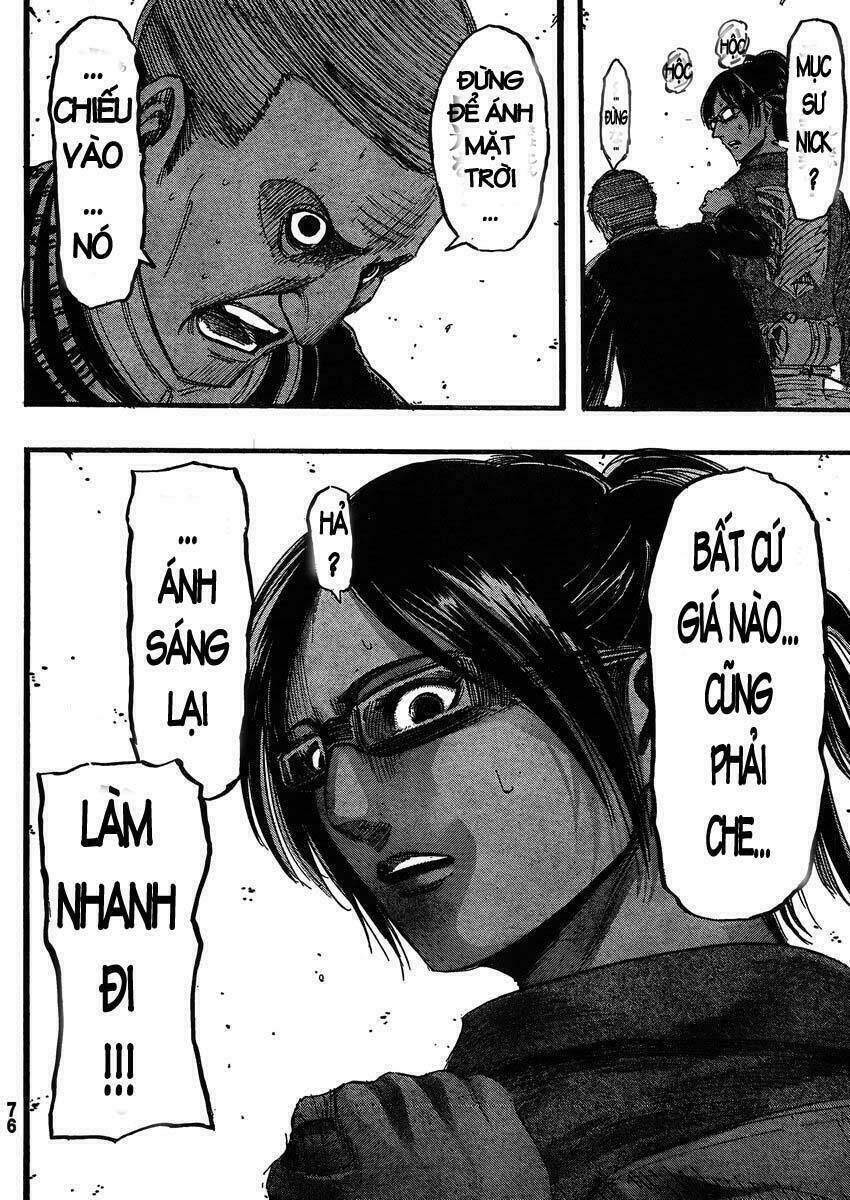 MỤC
SƯ
NICK
?
HỘC
HỘC
...
ĐỪNG
...
ĐỪNG
ĐỂ ÁNH
MẶT
TRỜI
...
...
CHIẾU
VÀO
...
NÓ
BẤT CỨ
GIÁ NÀO...
CŨNG
PHẢI
CHE...
HẢ
?
...
ÁNH
SÁNG
LẠI
LÀM
NHANH
ĐI
!!!
76